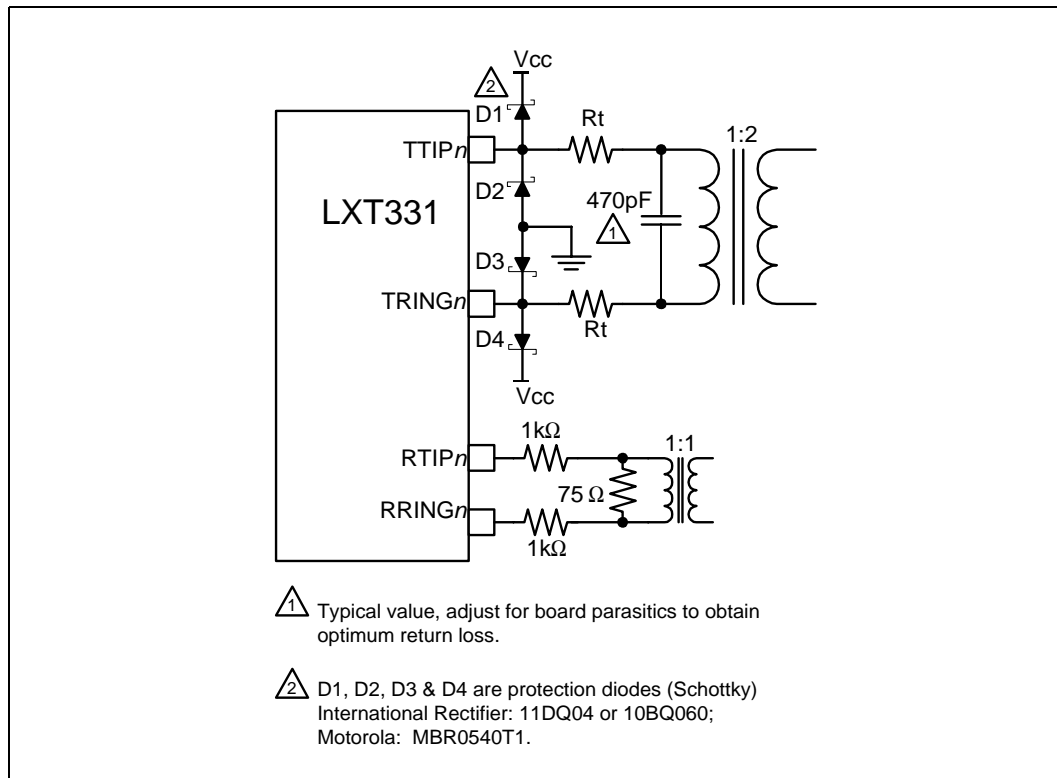 Vcc
2
D1
Rt
1:2
TTIPn
D2
470pF
LXT331
1
D3
TRINGn
Rt
D4
Vcc
1kΩ
1:1
RTIPn
75 Ω
RRINGn
1kΩ
1 Typical value, adjust for board parasitics to obtain
optimum return loss.
2 D1, D2, D3 & D4 are protection diodes (Schottky)
International Rectifier: 11DQ04 or 10BQ060;
Motorola: MBR0540T1.